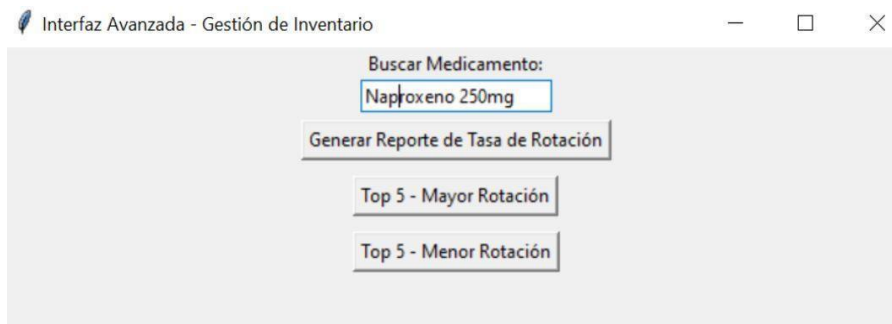 Interfaz Avanzada - Gestión de Inventario
Buscar Medicamento:
Naproxeno 250mg
Generar Reporte de Tasa de Rotación
Top 5 - Mayor Rotación
Top 5 - Menor Rotación